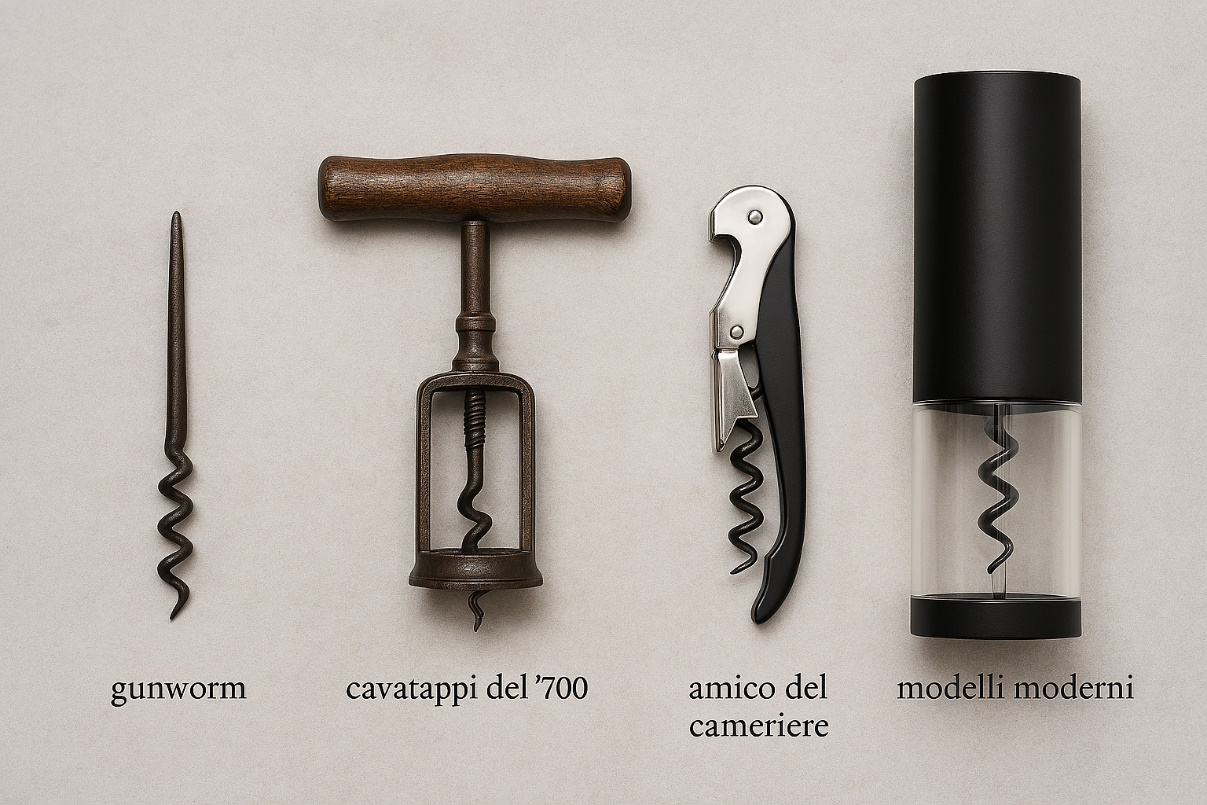 gunworm
cavatappi del ’700
amico del
cameriere
modelli moderni